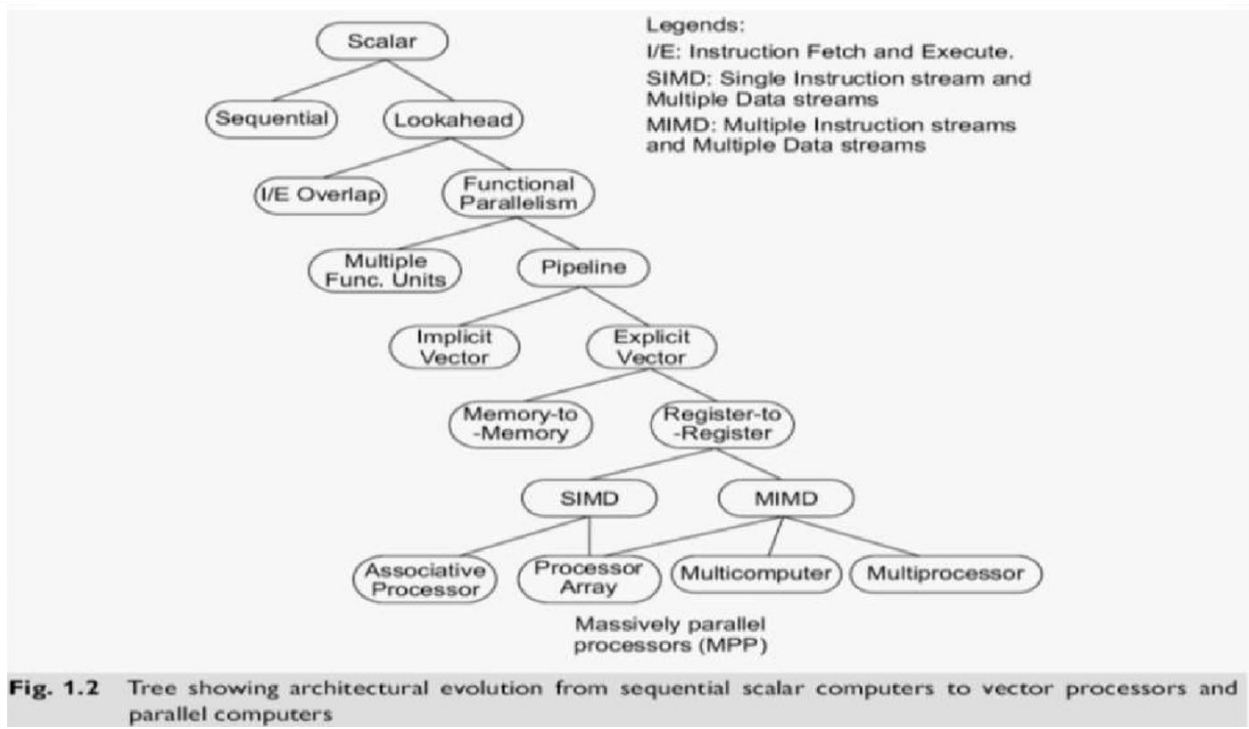 Scalar
Legends:
I/E: Instruction Fetch and Execute.
SIMD: Single Instruction stream and
Multiple Data streams
MIMD: Multiple Instruction streams
and Multiple Data streams
Sequential
Lookahead
I/E Overlap
Functional
Parallelism
Multiple
Func. Units
Pipeline
Implicit
Vector
Explicit
Vector
Memory-to
-Memory
Register-to
-Register
SIMD
MIMD
Associative
Processor
Processor
Array
Multicomputer
Multiprocessor
Massively parallel
processors (MPP)
Fig. 1.2 Tree showing architectural evolution from sequential scalar computers to vector processors and
parallel computers